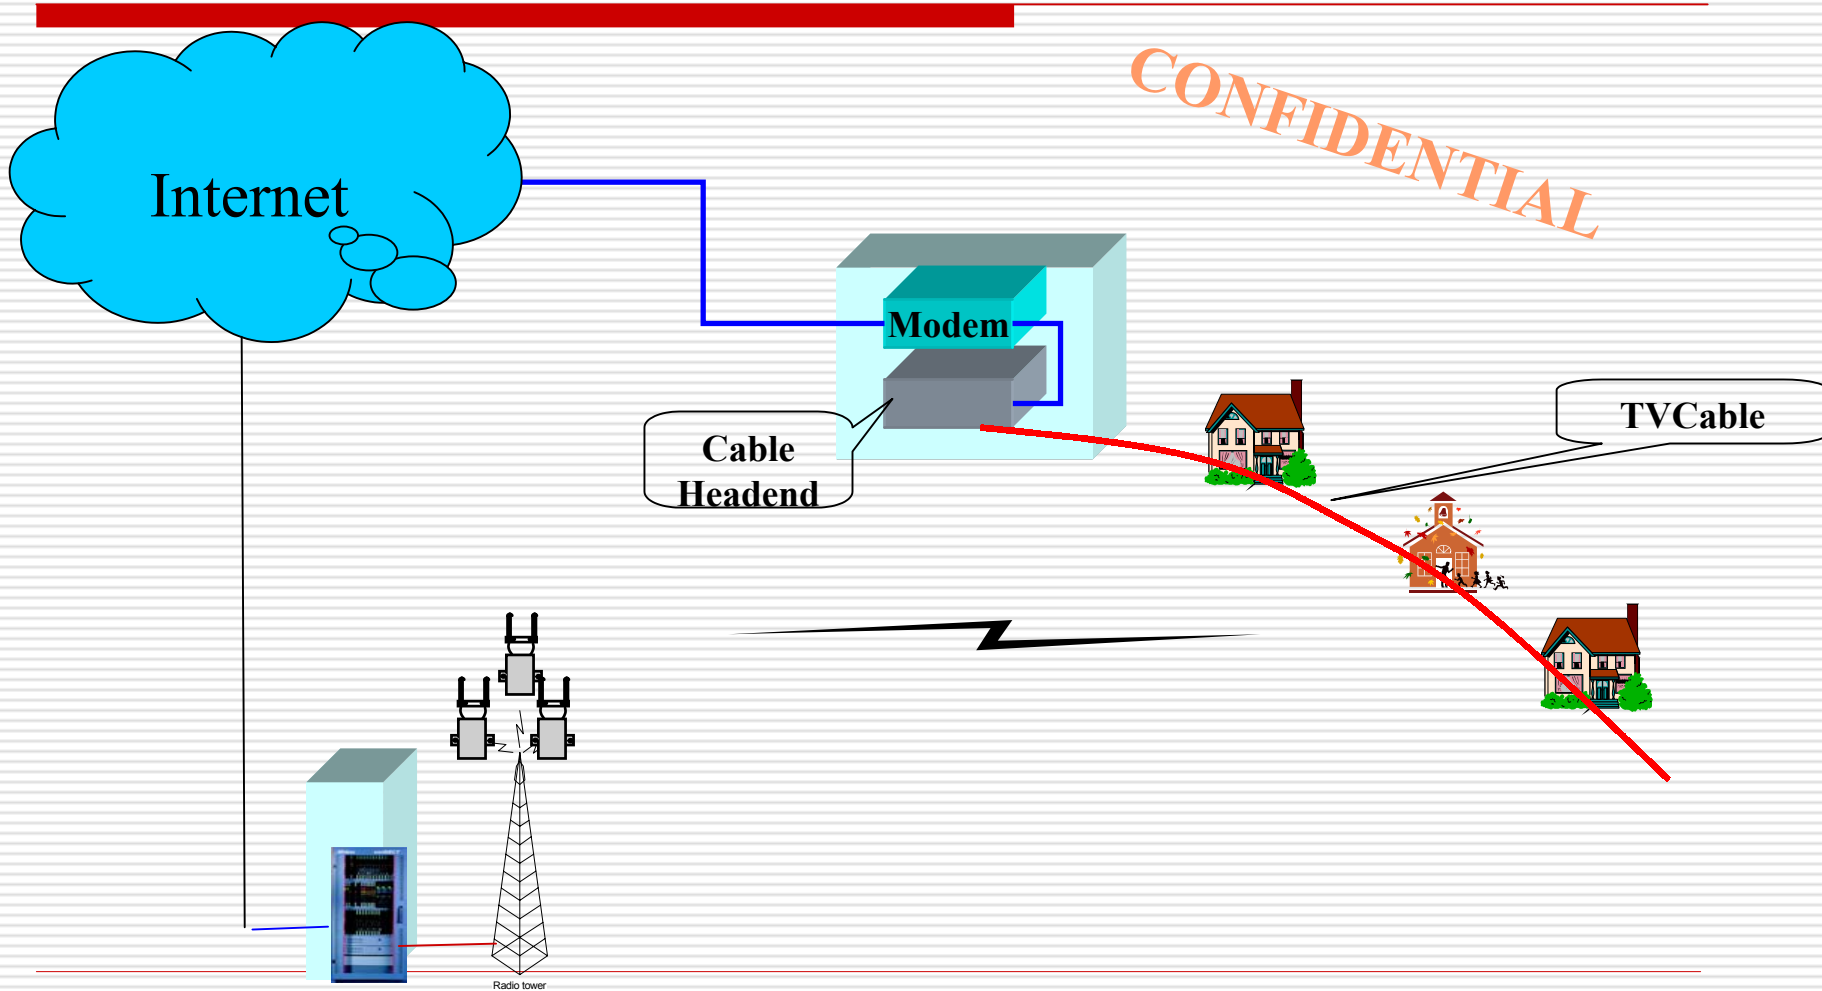 CONFIDENTIAL
Internet
Modem
TVCable
Cable
Headend
Radio tower